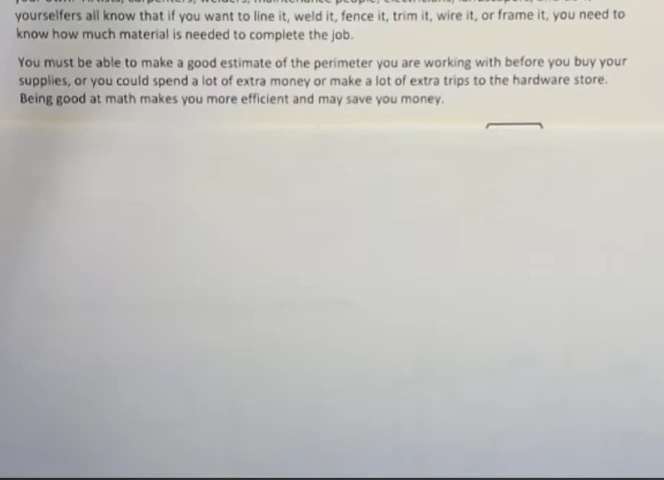 yourselfers all know that if you want to line it, weld it, fence it, trim it, wire it, or frame it, you need to
know how much material is needed to complete the job.
You must be able to make a good estimate of the perimeter you are working with before you buy your
supplies, or you could spend a lot of extra money or make a lot of extra trips to the hardware store.
Being good at math makes you more efficient and may save you money.